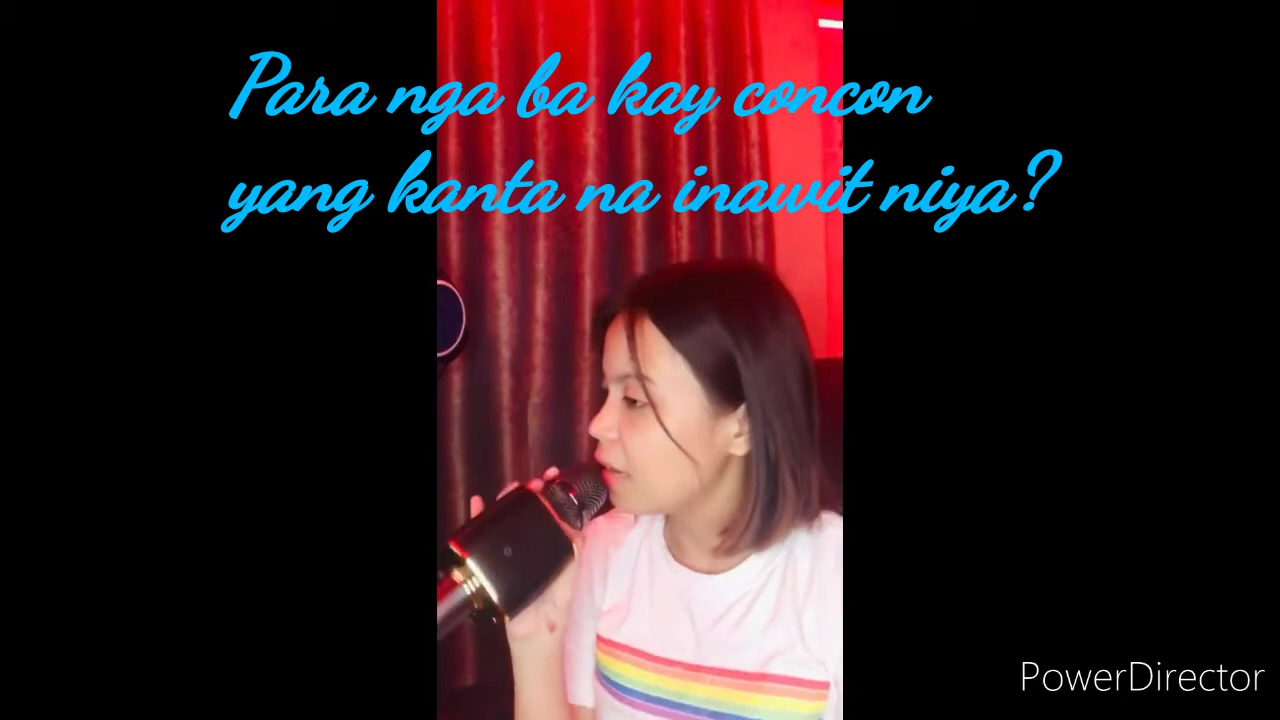 Para nga ba kay concon
yang kanta na inawit niya?
PowerDirector